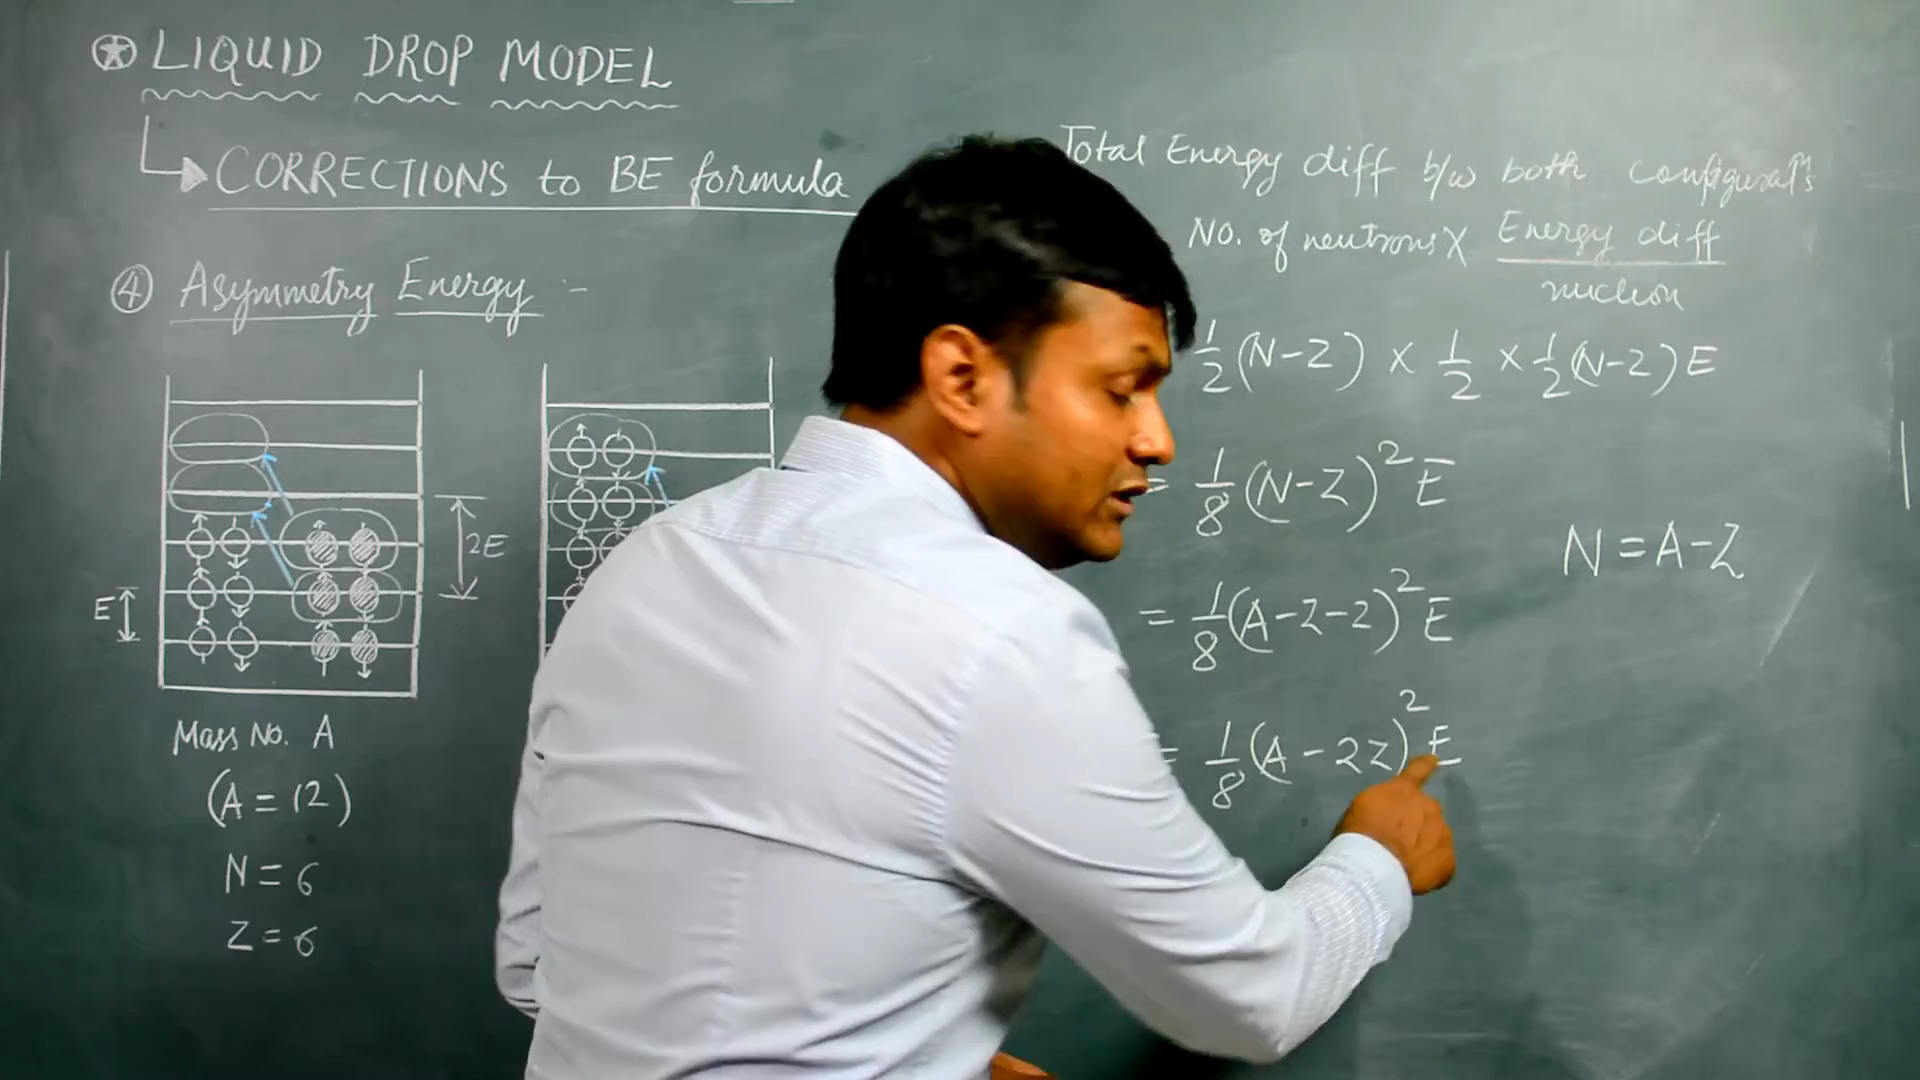 LIQUID DROP MODEL
CORRECTIONS to BE formula
④ Asymmetry Energy :-
E
2E
Mass No. A
(A = 12)
N = 6
Z = 6
Total Energy diff b/w both configurat^n s
No. of neutrons X Energy diff / nucleon
1/2 (N-Z) X 1/2 X 1/2 (N-Z) E
= 1/8 (N-Z)² E
N = A-Z
= 1/8 (A-Z-Z)² E
= 1/8 (A-2Z)² E